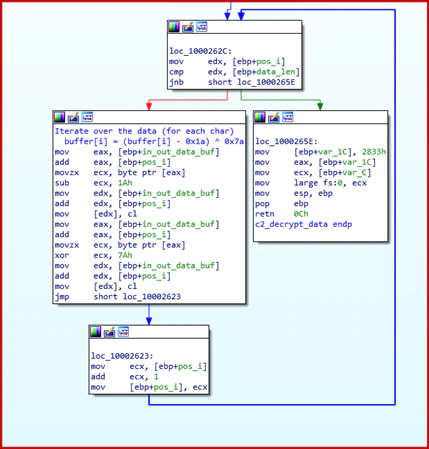 loc_1000262C:
mov edx, [ebp+pos_i]
cmp edx, [ebp+data_len]
jnb short loc_1000265E
Iterate over the data (for each char)
buffer[i] = (buffer[i] - 0x1a) ^ 0x7a
mov eax, [ebp+in_out_data_buf]
add eax, [ebp+pos_i]
movzx ecx, byte ptr [eax]
sub ecx, 1Ah
mov edx, [ebp+in_out_data_buf]
add edx, [ebp+pos_i]
mov [edx], cl
mov eax, [ebp+in_out_data_buf]
add eax, [ebp+pos_i]
movzx ecx, byte ptr [eax]
xor ecx, 7Ah
mov edx, [ebp+in_out_data_buf]
add edx, [ebp+pos_i]
mov [edx], cl
jmp short loc_10002623
loc_1000265E:
mov [ebp+var_1C], 2833h
mov eax, [ebp+var_1C]
mov ecx, [ebp+var_C]
mov large fs:0, ecx
mov esp, ebp
pop ebp
retn 0Ch
c2_decrypt_data endp
loc_10002623:
mov ecx, [ebp+pos_i]
add ecx, 1
mov [ebp+pos_i], ecx